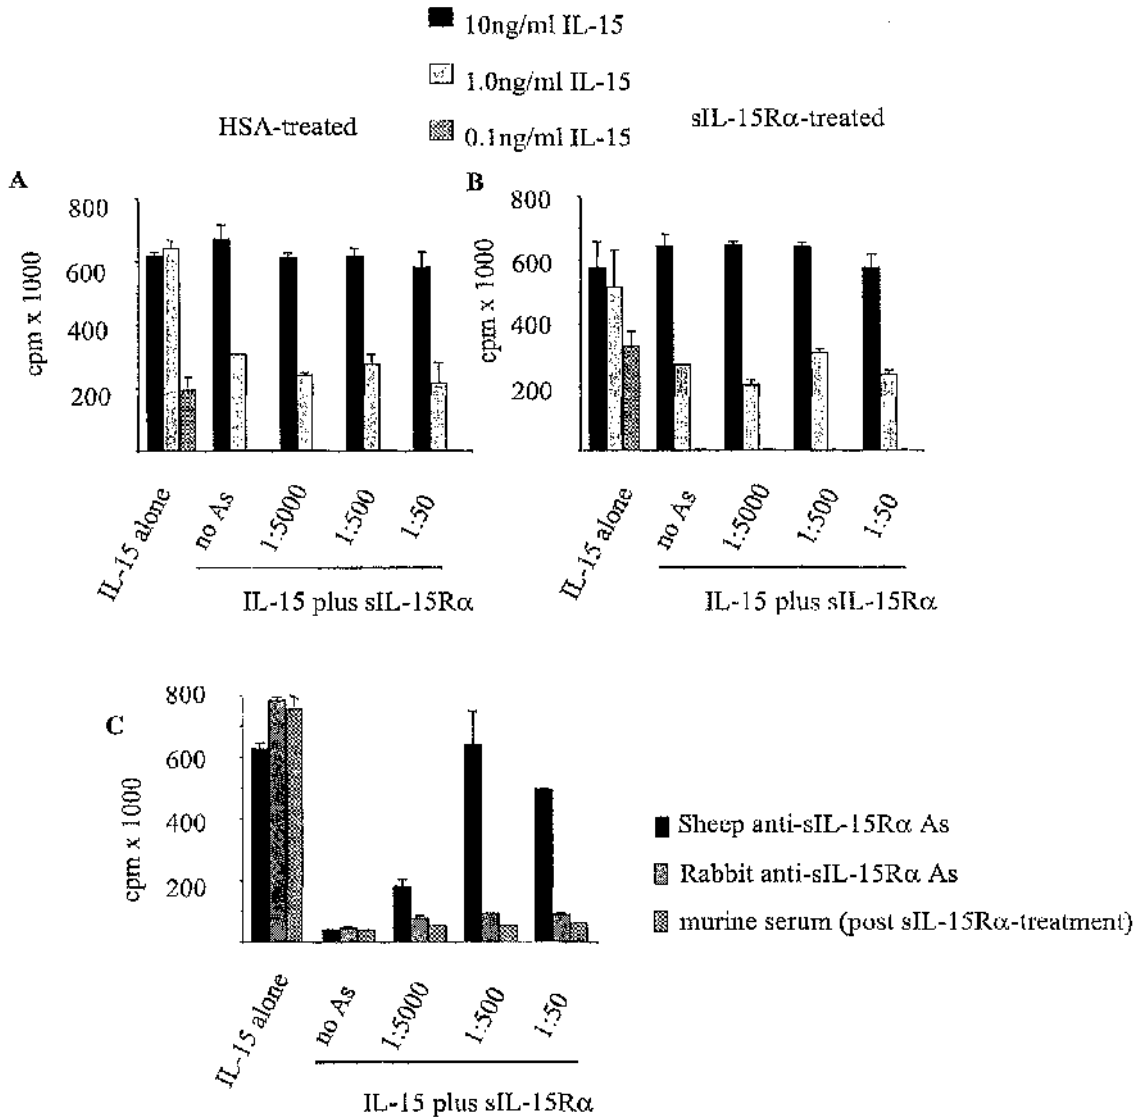 10ng/ml IL-15
1.0ng/ml IL-15
0.1ng/ml IL-15
HSA-treated
sIL-15Rα-treated
A
800
600
400
200
cpm x 1000
IL-15 alone
no As
1:5000
1:500
1:50
IL-15 plus sIL-15Rα
B
800
600
400
200
cpm x 1000
IL-15 alone
no As
1:5000
1:500
1:50
IL-15 plus sIL-15Rα
C
800
600
400
200
cpm x 1000
IL-15 alone
no As
1:5000
1:500
1:50
IL-15 plus sIL-15Rα
Sheep anti-sIL-15Rα As
Rabbit anti-sIL-15Rα As
murine serum (post sIL-15Rα-treatment)